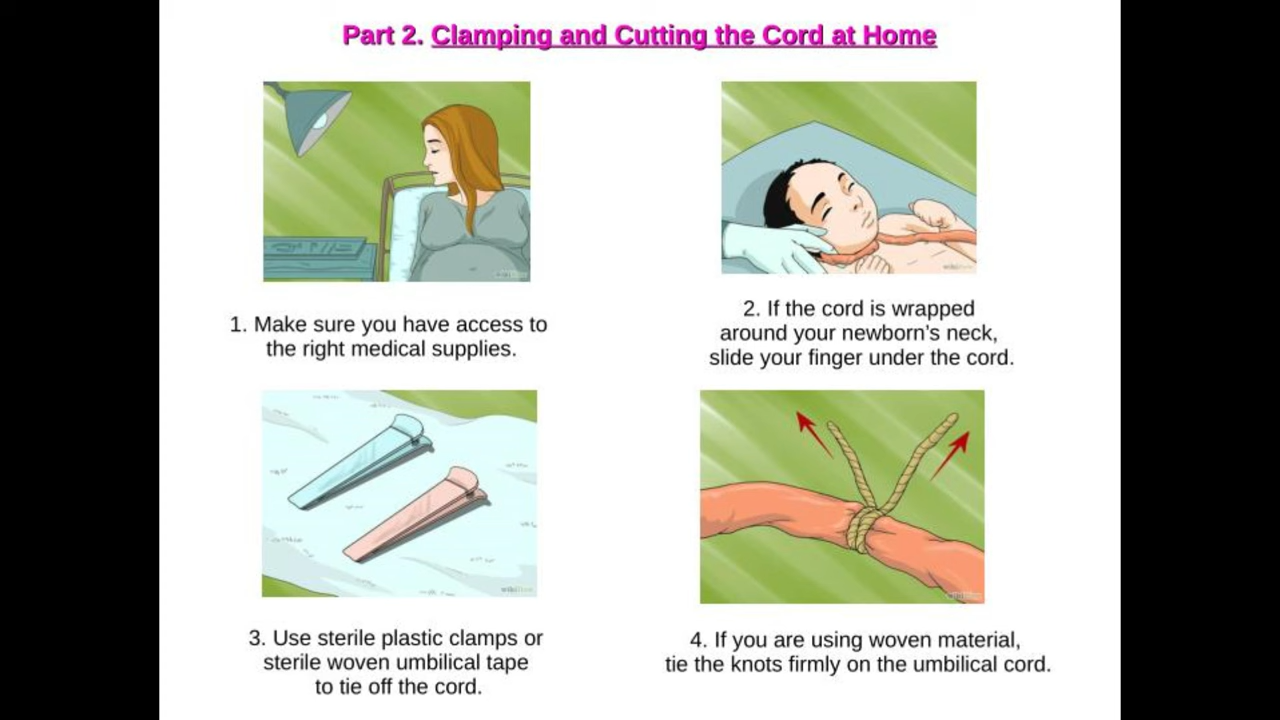 Part 2. Clamping and Cutting the Cord at Home
1. Make sure you have access to
the right medical supplies.
2. If the cord is wrapped
around your newborn's neck,
slide your finger under the cord.
3. Use sterile plastic clamps or
sterile woven umbilical tape
to tie off the cord.
4. If you are using woven material,
tie the knots firmly on the umbilical cord.